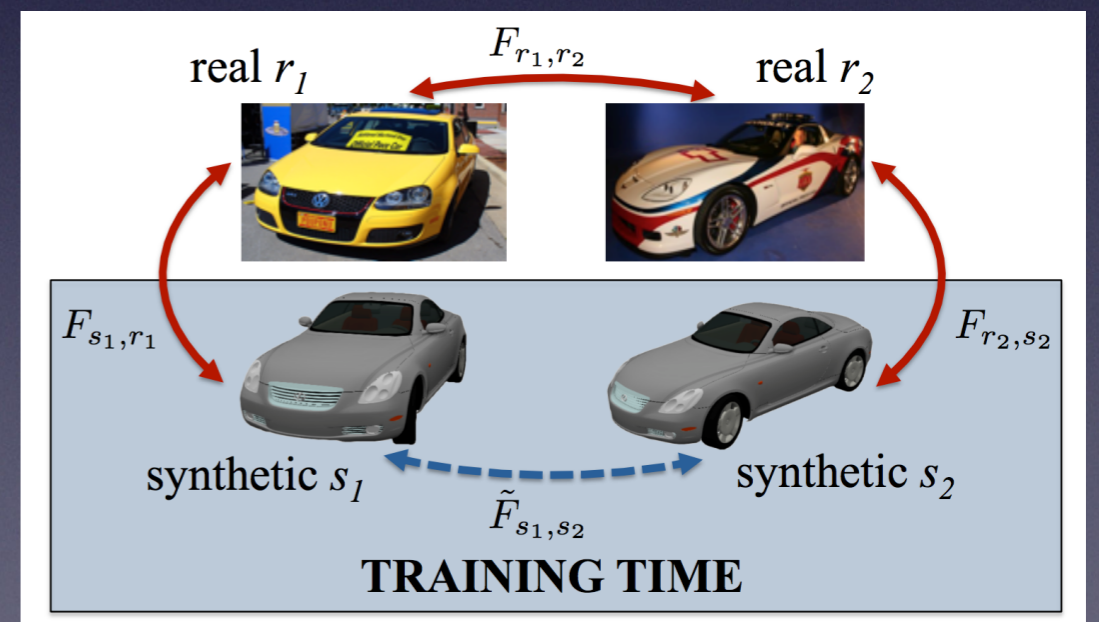 F_{r_1,r_2}
real r_1
real r_2
F_{s_1,r_1}
F_{r_2,s_2}
synthetic s_1
synthetic s_2
\tilde{F}_{s_1,s_2}
TRAINING TIME